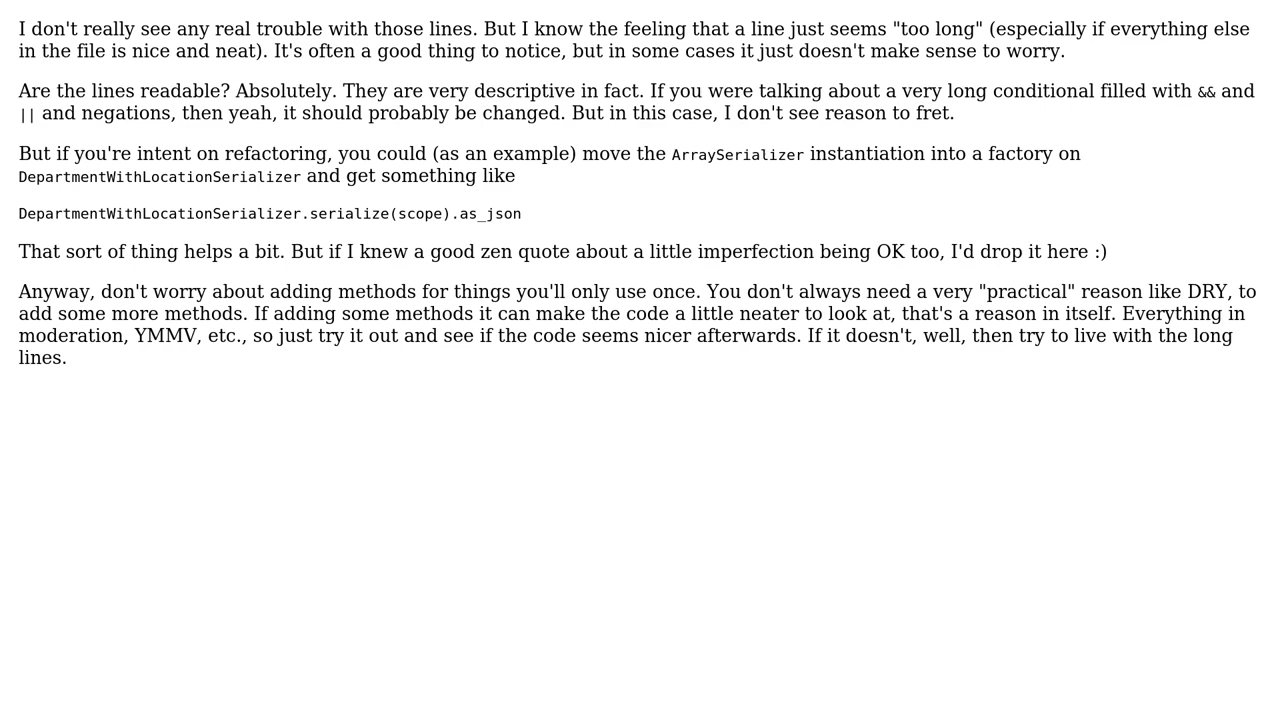 I don't really see any real trouble with those lines. But I know the feeling that a line just seems "too long" (especially if everything else
in the file is nice and neat). It's often a good thing to notice, but in some cases it just doesn't make sense to worry.
Are the lines readable? Absolutely. They are very descriptive in fact. If you were talking about a very long conditional filled with && and
|| and negations, then yeah, it should probably be changed. But in this case, I don't see reason to fret.
But if you're intent on refactoring, you could (as an example) move the ArraySerializer instantiation into a factory on
DepartmentWithLocationSerializer and get something like
DepartmentWithLocationSerializer.serialize(scope).as_json
That sort of thing helps a bit. But if I knew a good zen quote about a little imperfection being OK too, I'd drop it here :)
Anyway, don't worry about adding methods for things you'll only use once. You don't always need a very "practical" reason like DRY, to
add some more methods. If adding some methods it can make the code a little neater to look at, that's a reason in itself. Everything in
moderation, YMMV, etc., so just try it out and see if the code seems nicer afterwards. If it doesn't, well, then try to live with the long
lines.